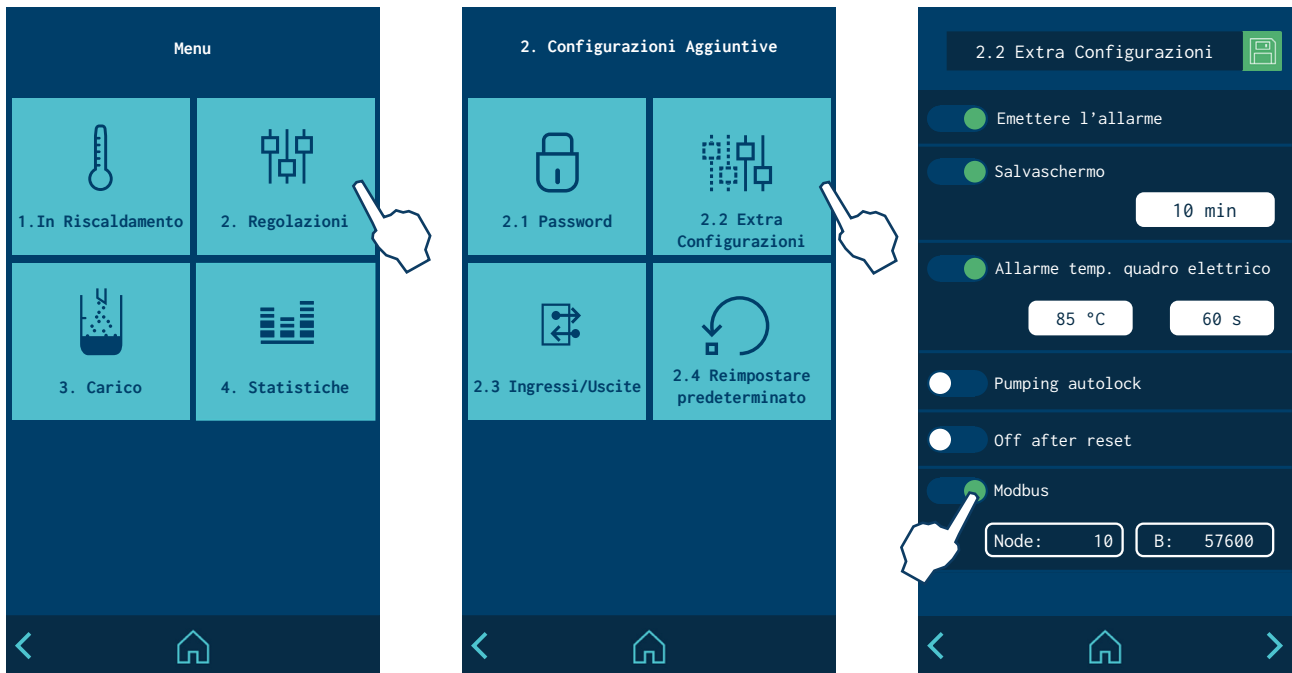 Menu
1.In Riscaldamento
2. Regolazioni
3. Carico
4. Statistiche
2. Configurazioni Aggiuntive
2.1 Password
2.2 Extra
Configurazioni
2.3 Ingressi/Uscite
2.4 Reimpostare
predeterminato
2.2 Extra Configurazioni
Emettere l’allarme
Salvaschermo
10 min
Allarme temp. quadro elettrico
85 °C
60 s
Pumping autolock
Off after reset
Modbus
Node: 10
B: 57600